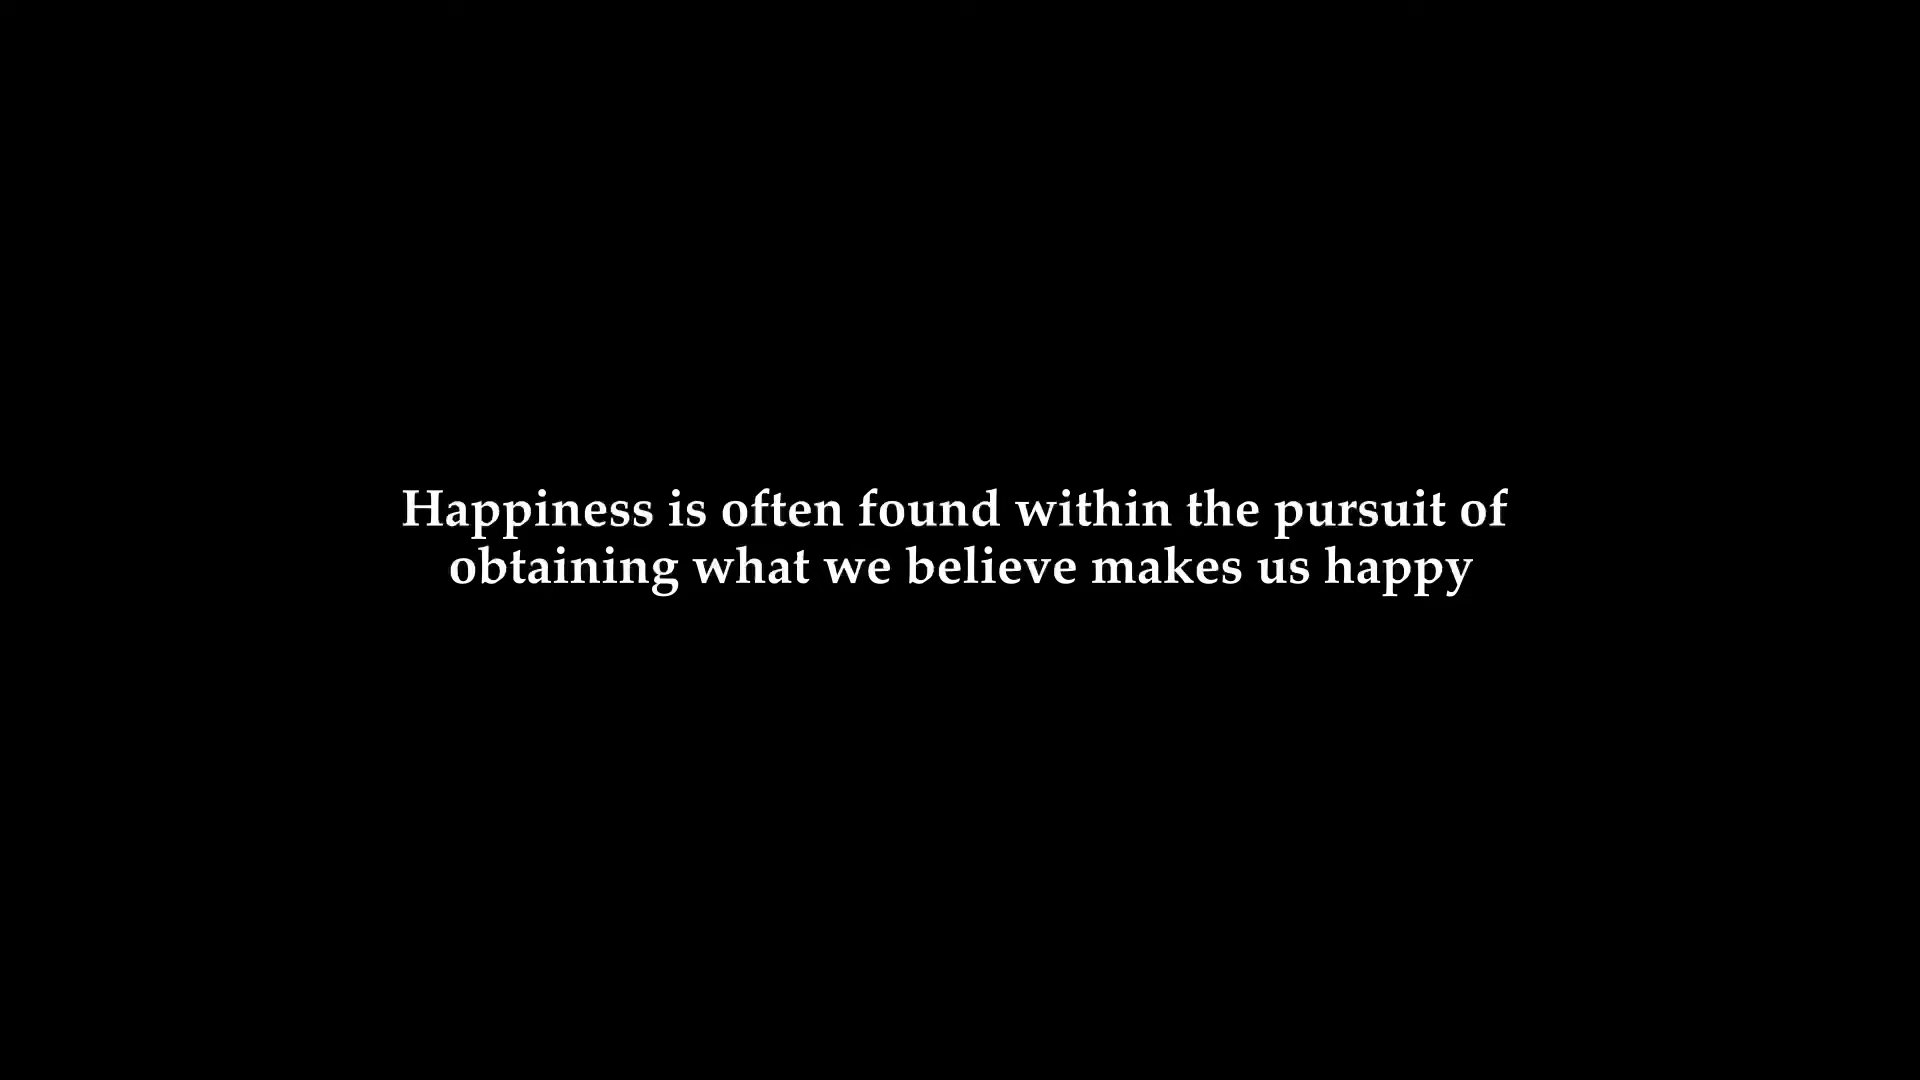 Happiness is often found within the pursuit of
obtaining what we believe makes us happy